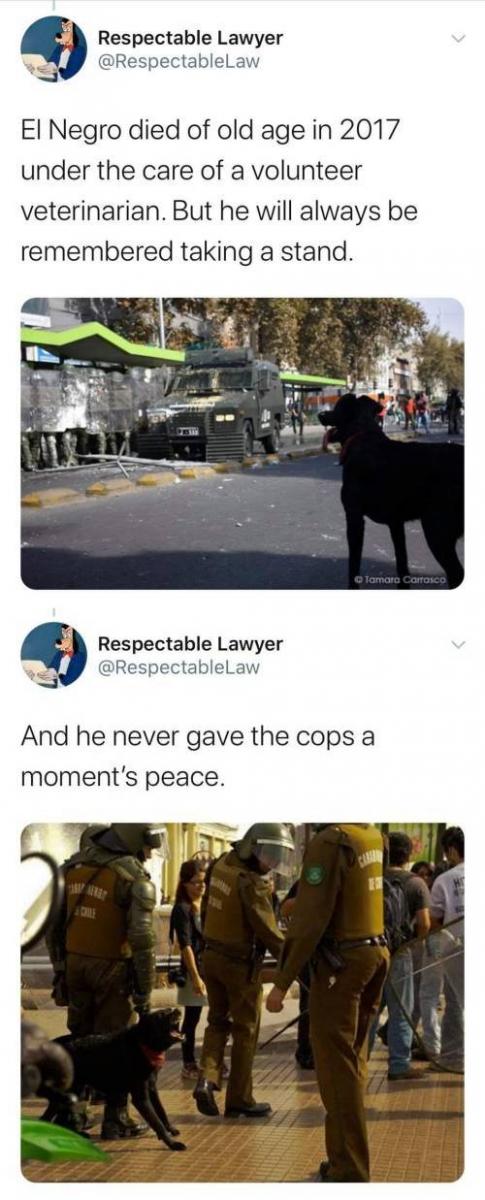 Respectable Lawyer
@RespectableLaw
El Negro died of old age in 2017
under the care of a volunteer
veterinarian. But he will always be
remembered taking a stand.
© Tamara Carrasco
Respectable Lawyer
@RespectableLaw
And he never gave the cops a
moment's peace.
CHILE